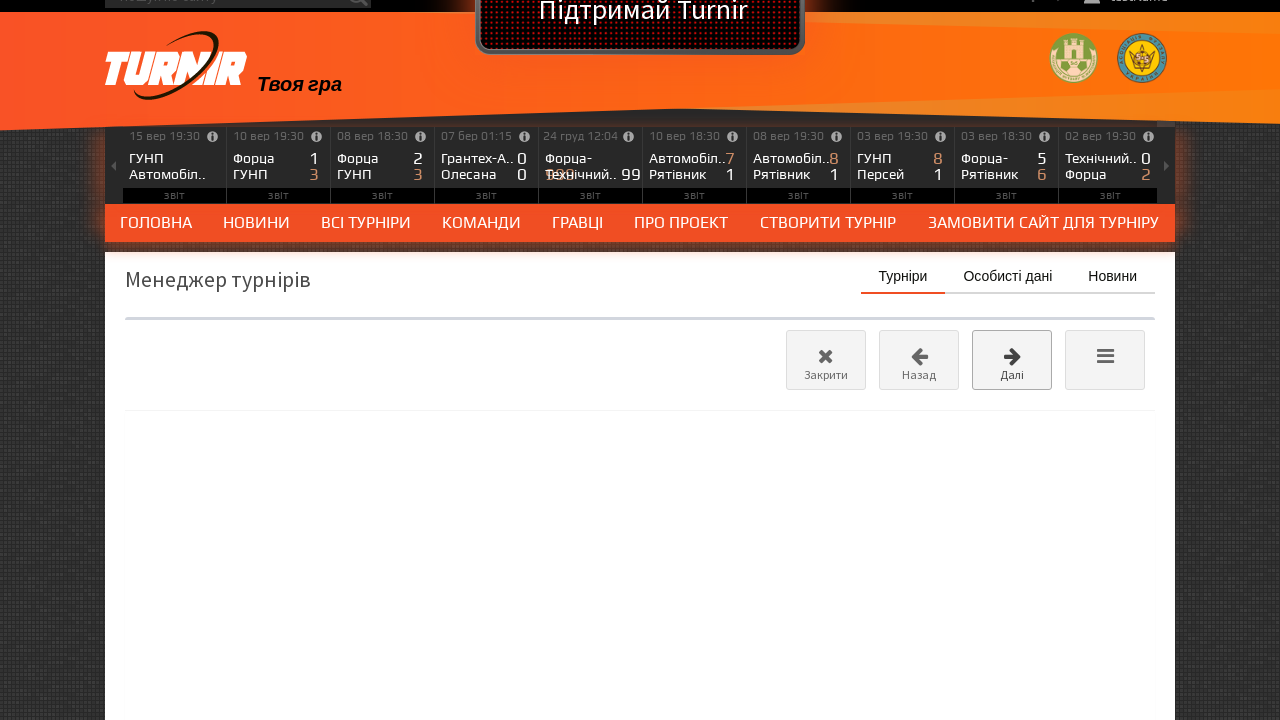 Підтримай Turnir
TURNIR
Твоя гра
15 вер 19:30
ГУНП
Автомобіл..
10 вер 19:30
Форца 1
ГУНП 3
звіт
08 вер 18:30
Форца 2
ГУНП 3
звіт
07 бер 01:15
Грантех-А.. 0
Олесана 0
звіт
24 груд 12:04
Форца-
Технічний.. 99
звіт
10 вер 18:30
Автомобіл.. 7
Рятівник 1
звіт
08 вер 19:30
Автомобіл.. 8
Рятівник 1
звіт
03 вер 19:30
ГУНП 8
Персей 1
звіт
03 вер 18:30
Форца- 5
Рятівник 6
звіт
02 вер 19:30
Технічний.. 0
Форца 2
звіт
звіт
ГОЛОВНА НОВИНИ ВСІ ТУРНІРИ КОМАНДИ ГРАВЦІ ПРО ПРОЕКТ СТВОРИТИ ТУРНІР ЗАМОВИТИ САЙТ ДЛЯ ТУРНІРУ
Менеджер турнірів
Турніри Особисті дані Новини
Закрити Назад Далі